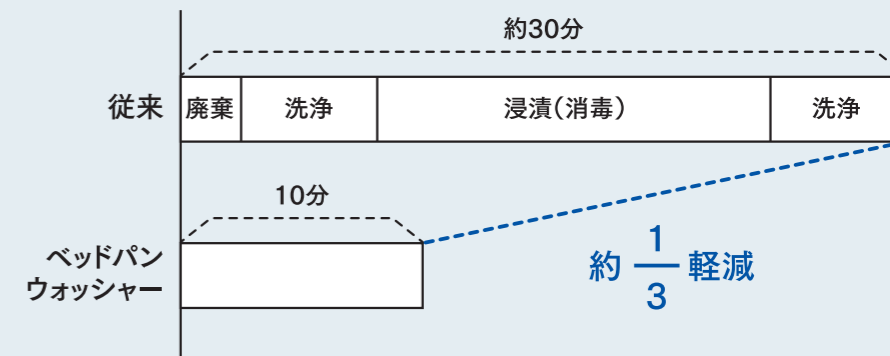 約30分
従来
廃棄
洗浄
浸漬(消毒)
洗浄
10分
ベッドパン
ウォッシャー
約 1/3 軽減